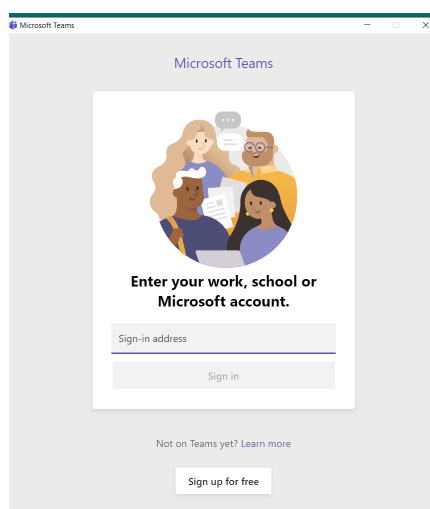 Microsoft Teams
Microsoft Teams
Enter your work, school or
Microsoft account.
Sign-in address
Sign in
Not on Teams yet? Learn more
Sign up for free